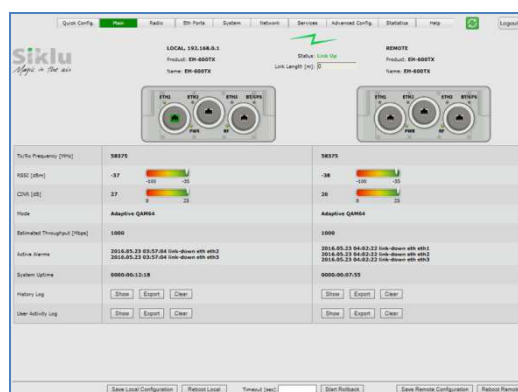 Quick Config. Main Radio Eth Ports System Network Services Advanced Config. Statistics Help Logout
Siklu
Magic in the air
LOCAL, 192.168.0.1
Product: EH-600TX
Name: EH-600TX
Status: Link Up
Link Length [m]: 0
REMOTE
Product: EH-600TX
Name: EH-600TX
ETH2 ETH1 ETH3 BT/GPS
PWR RF
ETH2 ETH1 ETH3 BT/GPS
PWR RF
Tx/Rx Frequency [MHz] 58375 58375
RSSI [dBm] -37 -38
-105 -35 -105 -35
CINR [dB] 27 26
0 25 0 25
Mode Adaptive QAM64 Adaptive QAM64
Estimated Throughput [Mbps] 1000 1000
Active Alarms
2016.05.23 03:57:04 link-down eth eth2
2016.05.23 03:57:04 link-down eth eth3
2016.05.23 04:02:22 link-down eth eth1
2016.05.23 04:02:22 link-down eth eth2
2016.05.23 04:02:22 link-down eth eth3
System Uptime 0000:00:12:18 0000:00:07:55
History Log Show Export Clear Show Export Clear
User Activity Log Show Export Clear Show Export Clear
Save Local Configuration Reboot Local Timeout [sec] Start Rollback Save Remote Configuration Reboot Remote